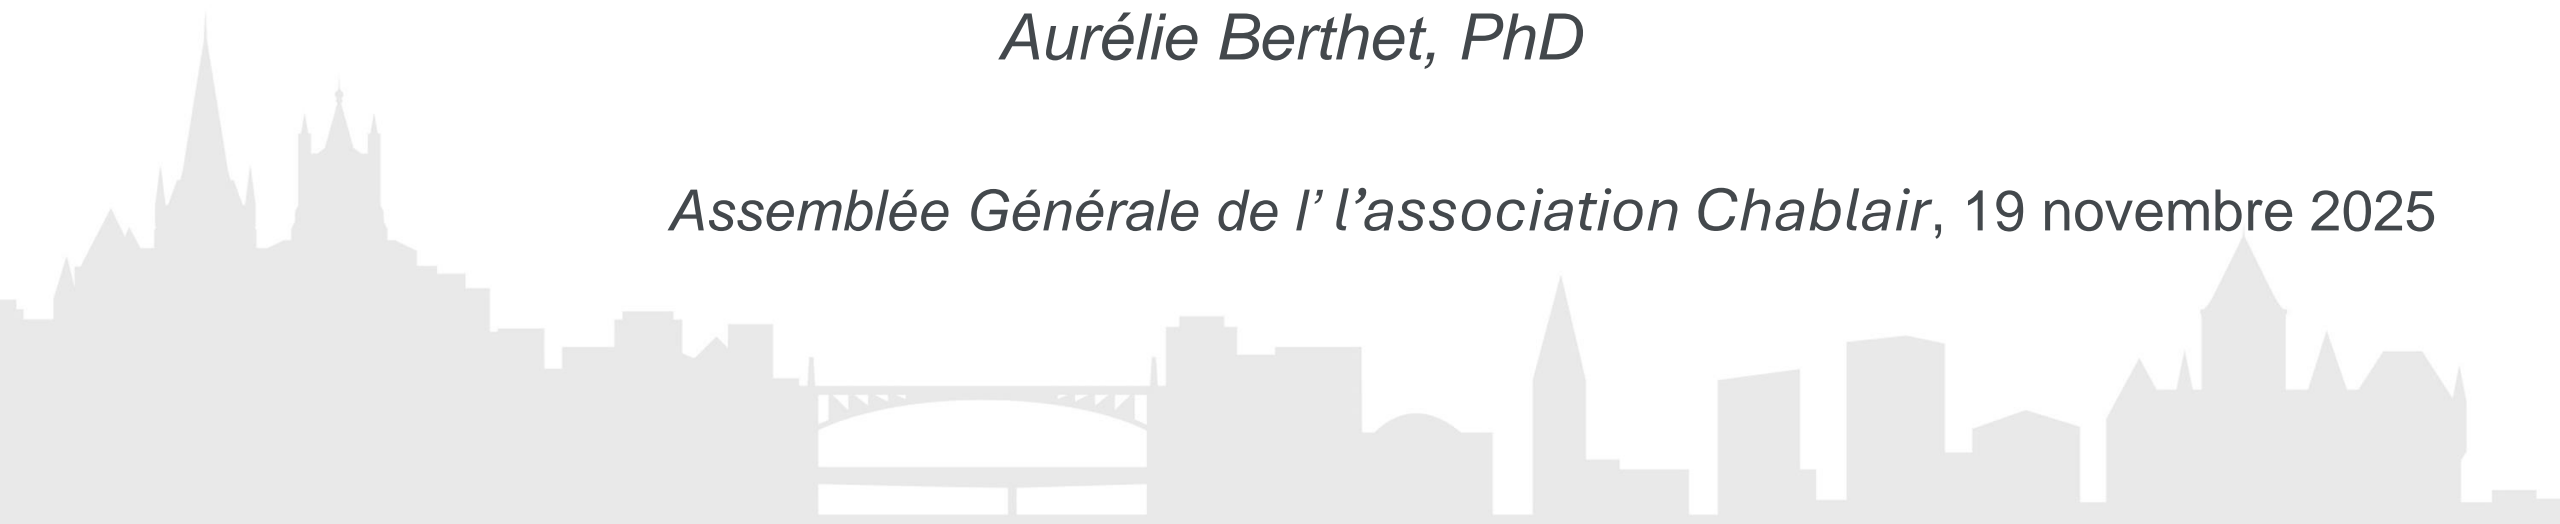 Aurélie Berthet, PhD
Assemblée Générale de l’ l’association Chablair, 19 novembre 2025